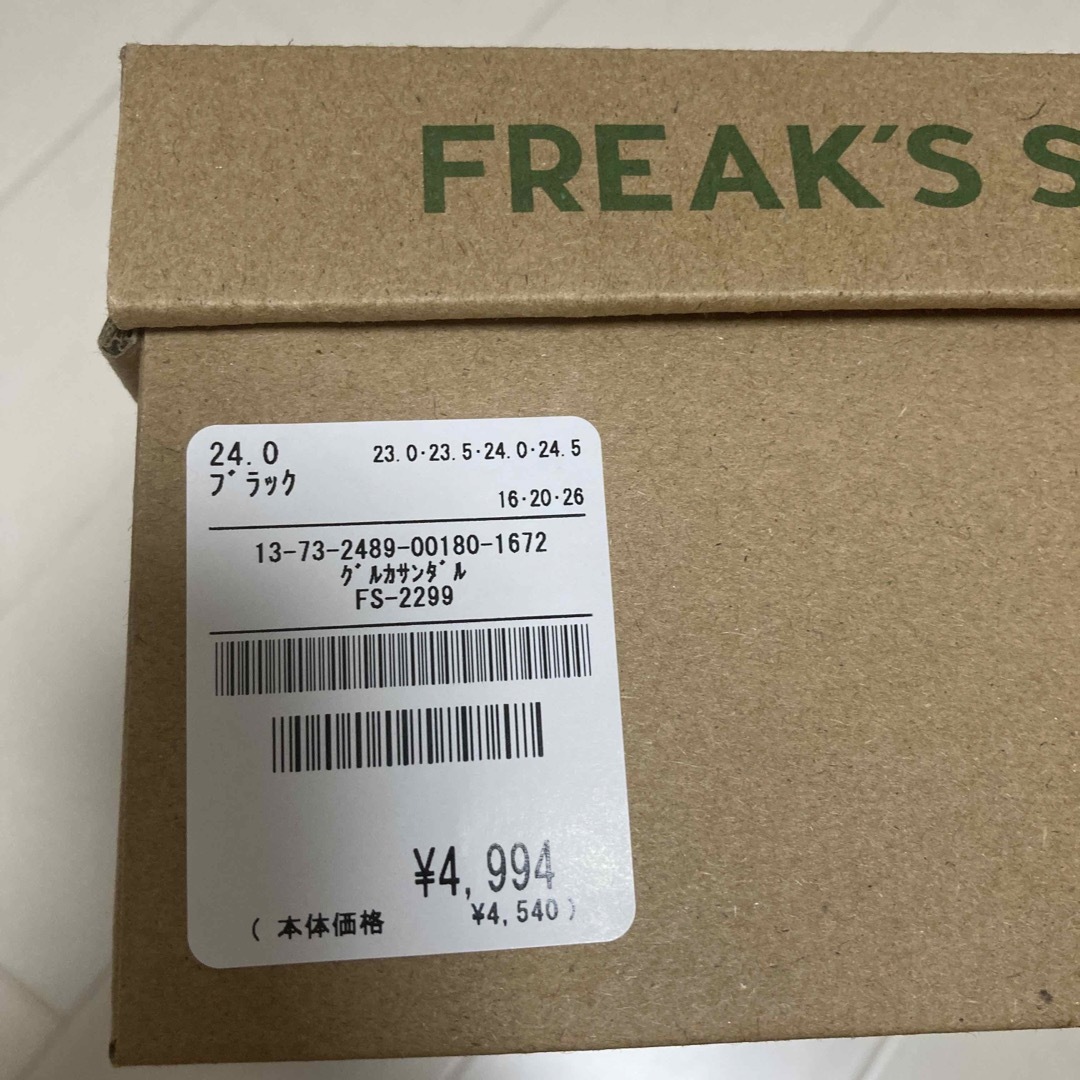 FREAK'S S
24.0 23.0・23.5・24.0・24.5
ﾌﾞﾗｯｸ
16・20・26
13-73-2489-00180-1672
ｸﾞﾙｶｻﾝﾀﾞﾙ
FS-2299
¥4,994
( 本体価格 ¥4,540 )